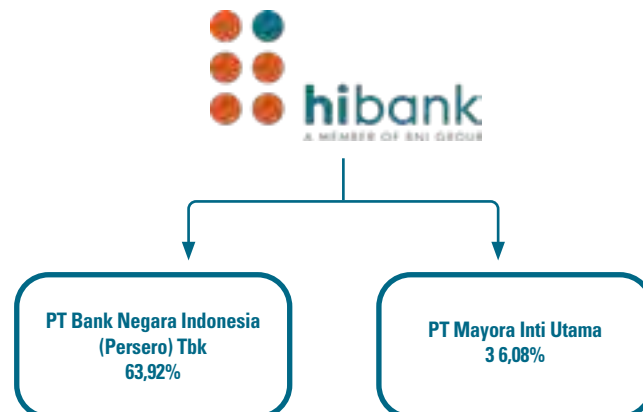 hibank
A MEMBER OF BNI GROUP
PT Bank Negara Indonesia
(Persero) Tbk
63,92%
PT Mayora Inti Utama
3 6,08%